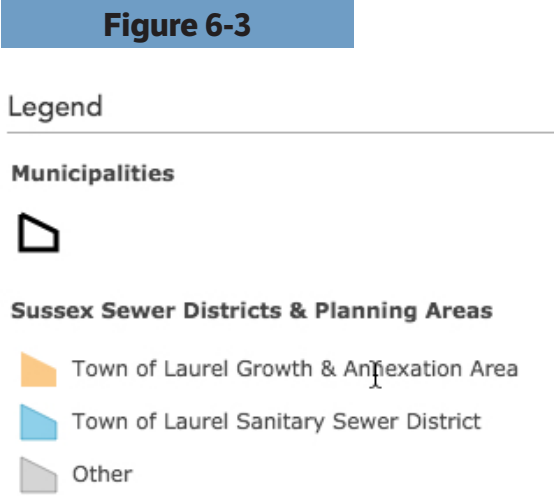 Figure 6-3
Legend
Municipalities
Sussex Sewer Districts & Planning Areas
Town of Laurel Growth & Annexation Area
Town of Laurel Sanitary Sewer District
Other